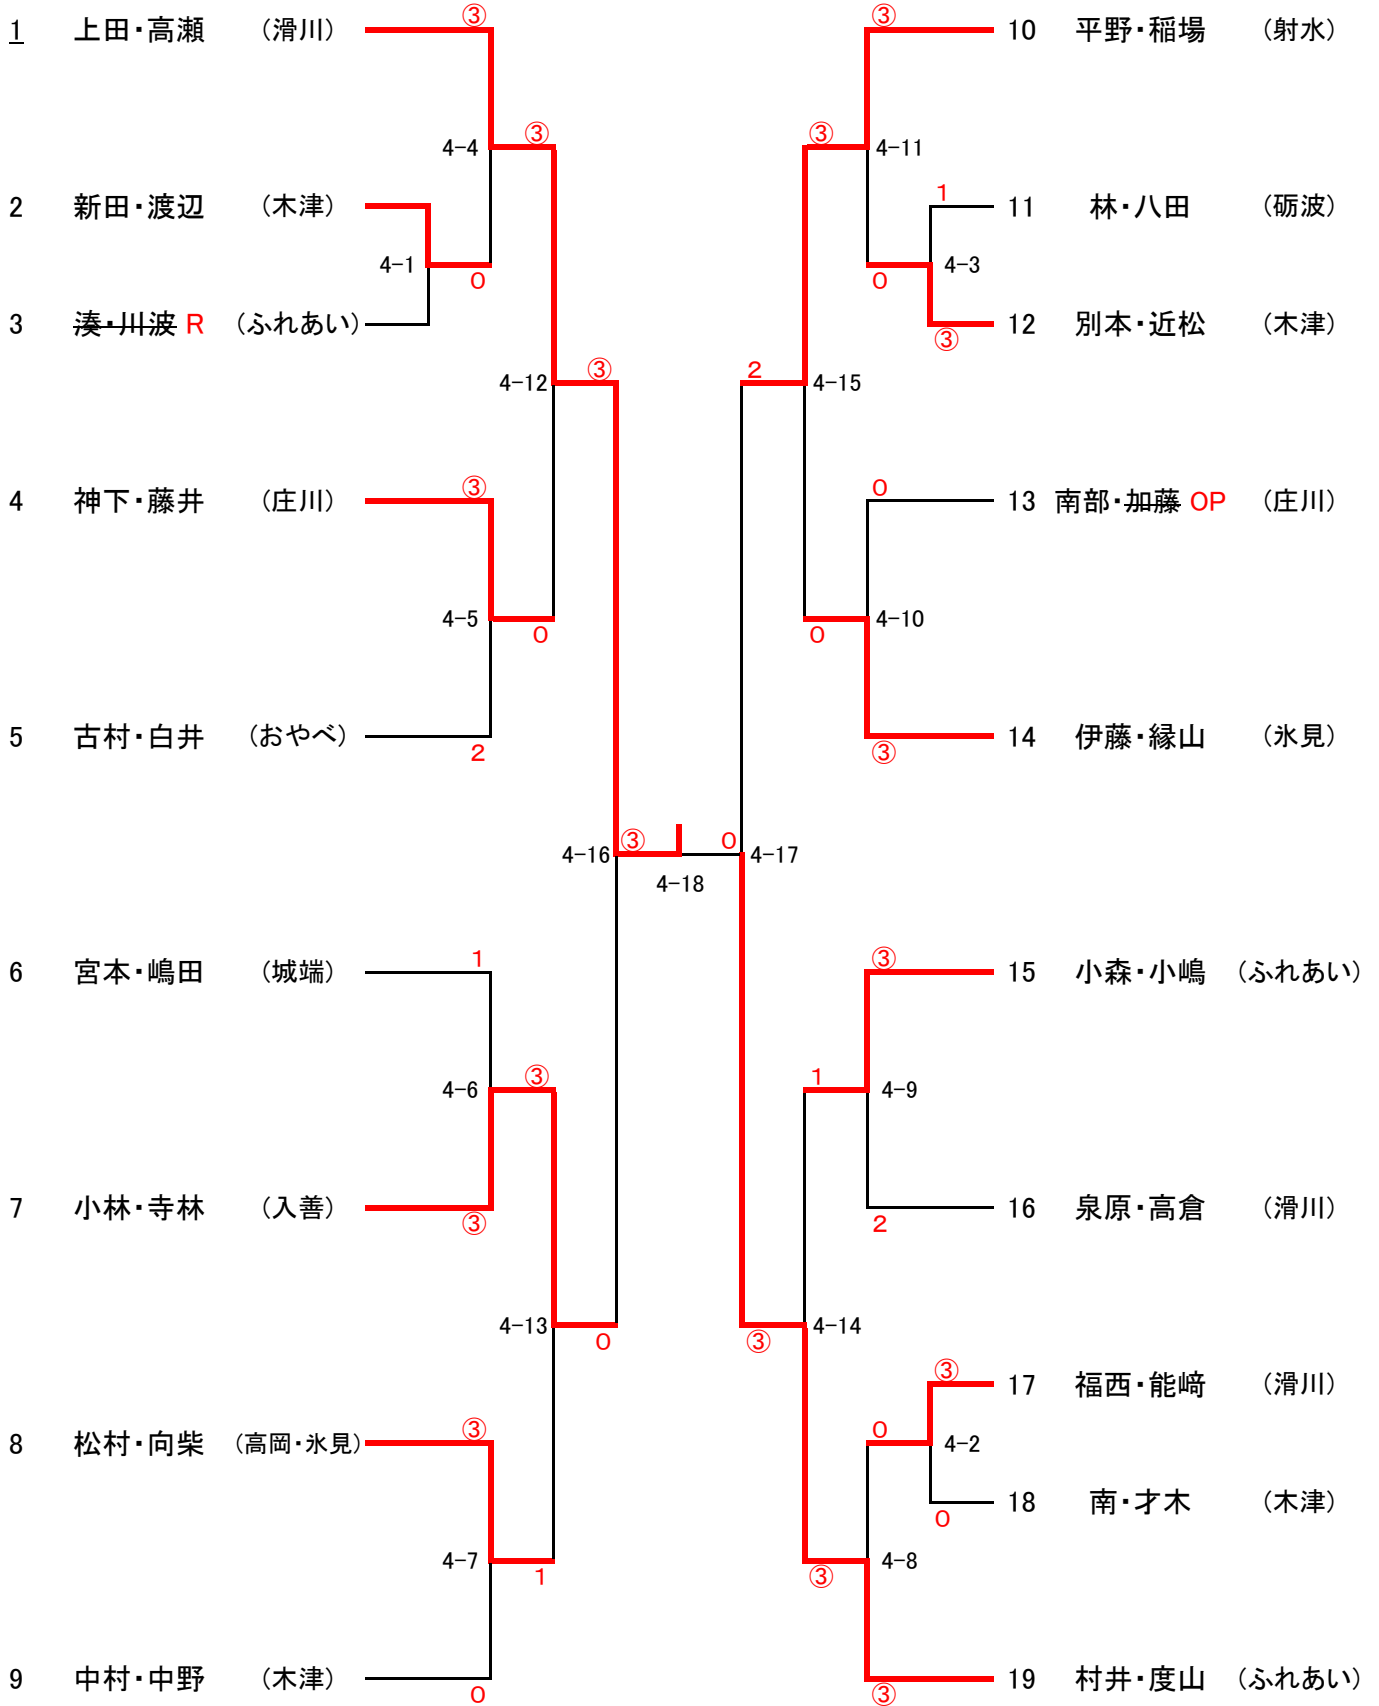 ③ ③
1 上田・高瀬 (滑川) 10 平野・稲場 (射水)
③ ③
4-4 4-11
1
2 新田・渡辺 (木津) 11 林・八田 (砺波)
4-1 0 0 4-3
3 湊・川波 R (ふれあい) 12 別本・近松 (木津)
③
③ 2
4-12 4-15
③ 0
4 神下・藤井 (庄川) 13 南部・加藤 OP (庄川)
4-5 4-10
0 0
5 古村・白井 (おやべ) 14 伊藤・縁山 (氷見)
2 ③
③ 0
4-16 4-17
4-18
1 ③
6 宮本・嶋田 (城端) 15 小森・小嶋 (ふれあい)
③ 1
4-6 4-9
7 小林・寺林 (入善) 16 泉原・高倉 (滑川)
③ 2
4-13 4-14
0 ③
③
17 福西・能﨑 (滑川)
③ 0
8 松村・向柴 (高岡・氷見) 4-2
18 南・才木 (木津)
0
4-7 4-8
1 ③
9 中村・中野 (木津) 19 村井・度山 (ふれあい)
0 ③